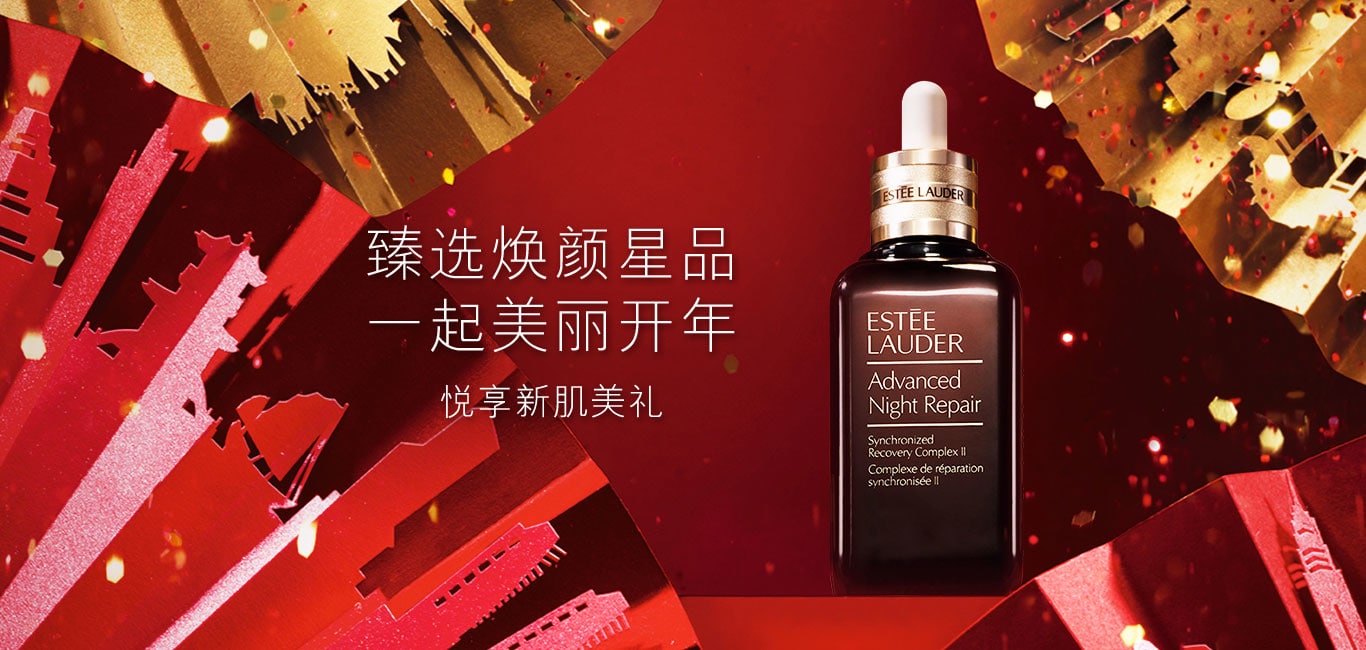 臻选焕颜星品
一起美丽开年
悦享新肌美礼
ESTĒE LAUDER
ESTĒE
LAUDER
Advanced
Night Repair
Synchronized
Recovery Complex II
Complexe de réparation
synchronisée II